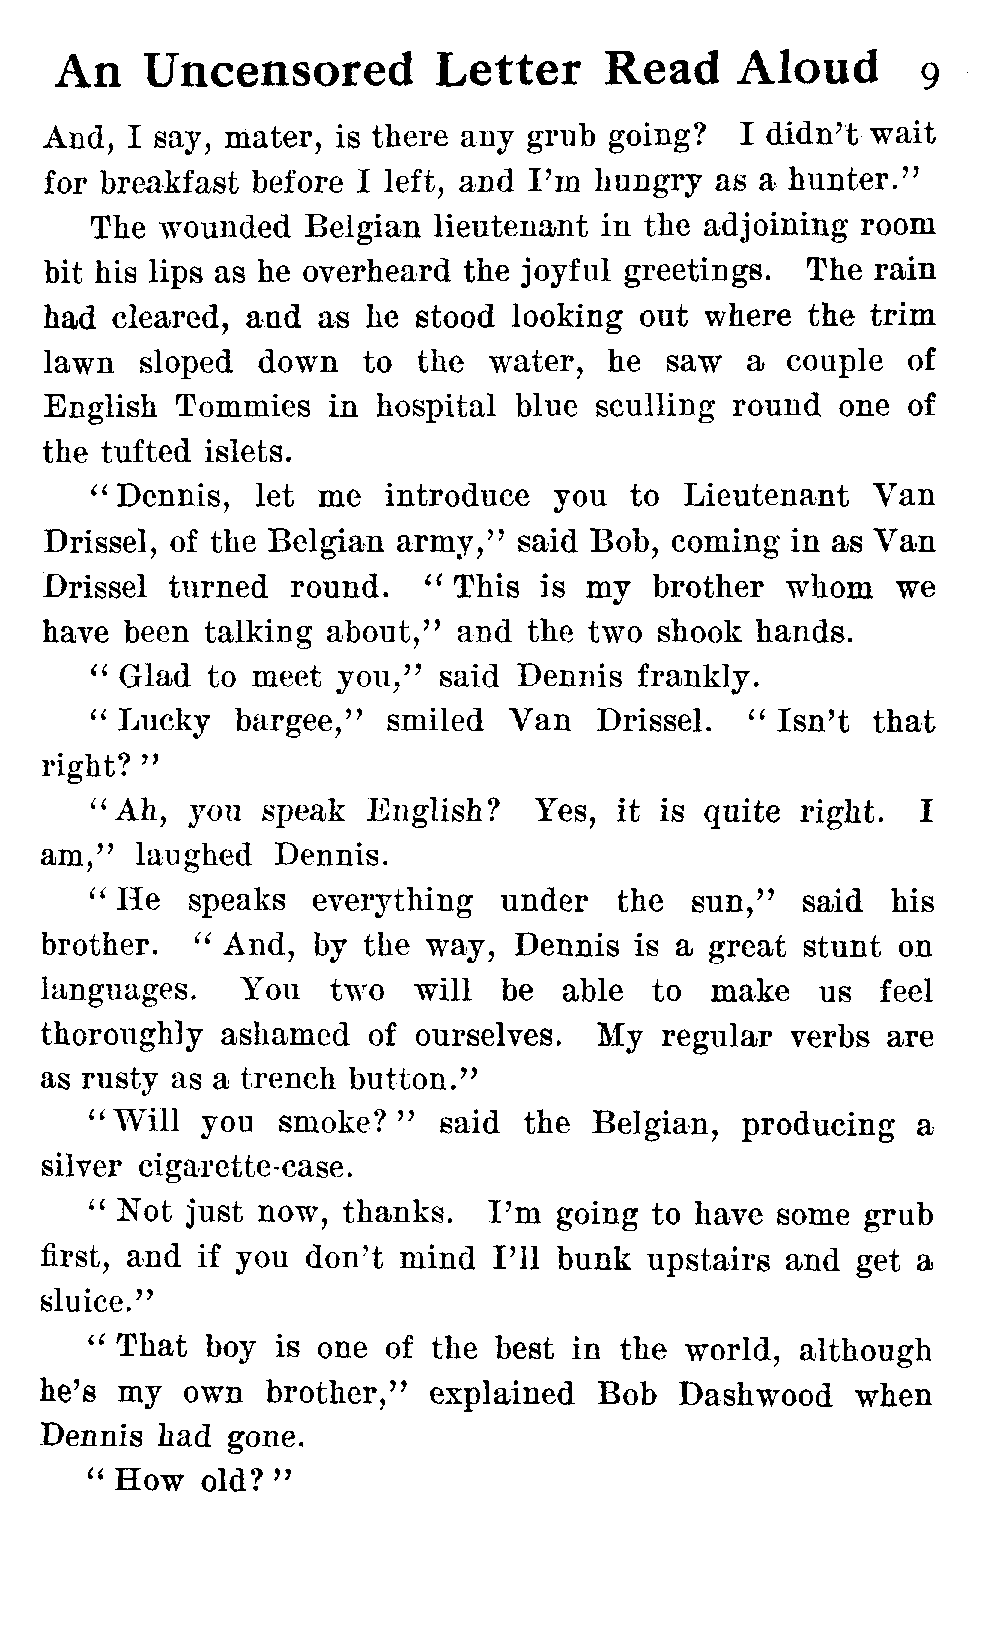 An Uncensored Letter Read Aloud 9
And, I say, mater, is there any grub going? I didn't wait
for breakfast before I left, and I'm hungry as a hunter."
The wounded Belgian lieutenant in the adjoining room
bit his lips as he overheard the joyful greetings. The rain
had cleared, and as he stood looking out where the trim
lawn sloped down to the water, he saw a couple of
English Tommies in hospital blue sculling round one of
the tufted islets.
"Dennis, let me introduce you to Lieutenant Van
Drissel, of the Belgian army," said Bob, coming in as Van
Drissel turned round. "This is my brother whom we
have been talking about," and the two shook hands.
"Glad to meet you," said Dennis frankly.
"Lucky bargee," smiled Van Drissel. "Isn't that
right?"
"Ah, you speak English? Yes, it is quite right. I
am," laughed Dennis.
"He speaks everything under the sun," said his
brother. "And, by the way, Dennis is a great stunt on
languages. You two will be able to make us feel
thoroughly ashamed of ourselves. My regular verbs are
as rusty as a trench button."
"Will you smoke?" said the Belgian, producing a
silver cigarette-case.
"Not just now, thanks. I'm going to have some grub
first, and if you don't mind I'll bunk upstairs and get a
sluice."
"That boy is one of the best in the world, although
he's my own brother," explained Bob Dashwood when
Dennis had gone.
"How old?"